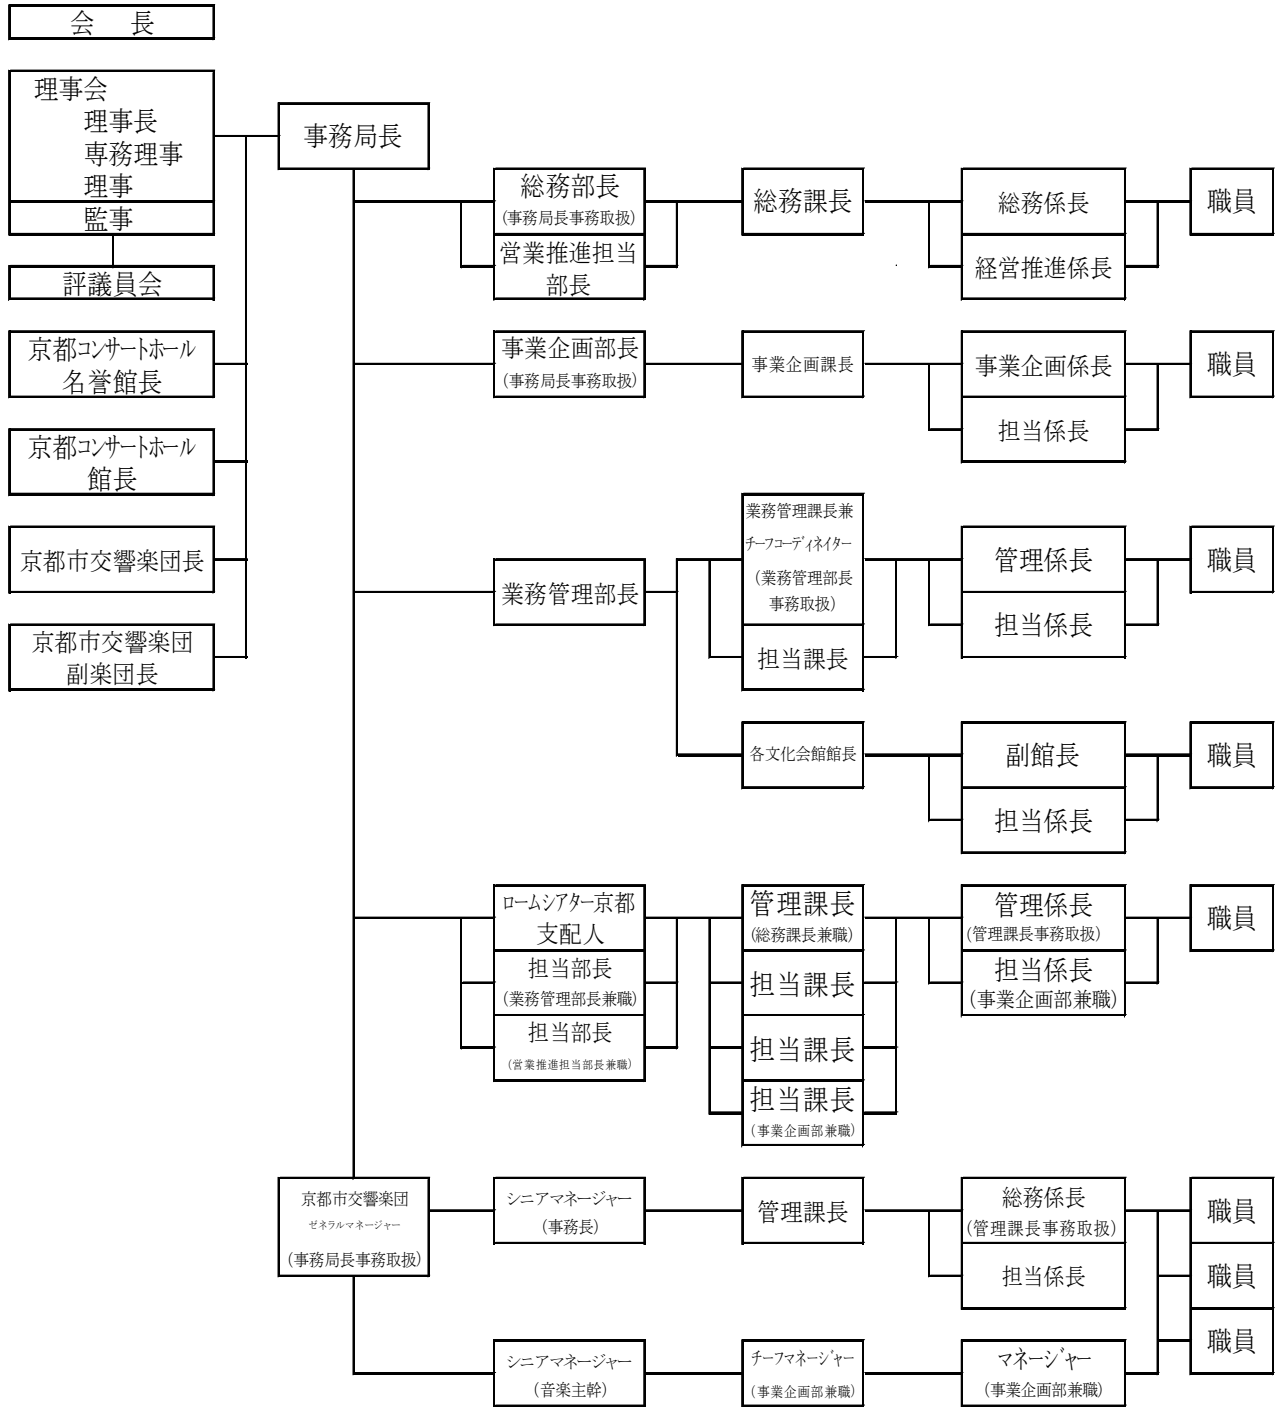 会　長
理事会
理事長
専務理事
理事
監事
評議員会
京都コンサートホール
名誉館長
京都コンサートホール
館長
京都市交響楽団長
京都市交響楽団
副楽団長
事務局長
総務部長
(事務局長事務取扱)
営業推進担当
部長
総務課長
総務係長
経営推進係長
職員
事業企画部長
(事務局長事務取扱)
事業企画課長
事業企画係長
担当係長
職員
業務管理部長
業務管理課長兼
チーフコーディネイター
(業務管理部長
事務取扱)
担当課長
管理係長
担当係長
職員
各文化会館館長
副館長
担当係長
職員
ロームシアター京都
支配人
担当部長
(業務管理部長兼職)
担当部長
(営業推進担当部長兼職)
管理課長
(総務課長兼職)
担当課長
担当課長
担当課長
(事業企画部兼職)
管理係長
(管理課長事務取扱)
担当係長
(事業企画部兼職)
職員
京都市交響楽団
ゼネラルマネージャー
(事務局長事務取扱)
シニアマネージャー
(事務長)
管理課長
総務係長
(管理課長事務取扱)
担当係長
職員
職員
職員
シニアマネージャー
(音楽主幹)
チーフマネージャー
(事業企画部兼職)
マネージャー
(事業企画部兼職)